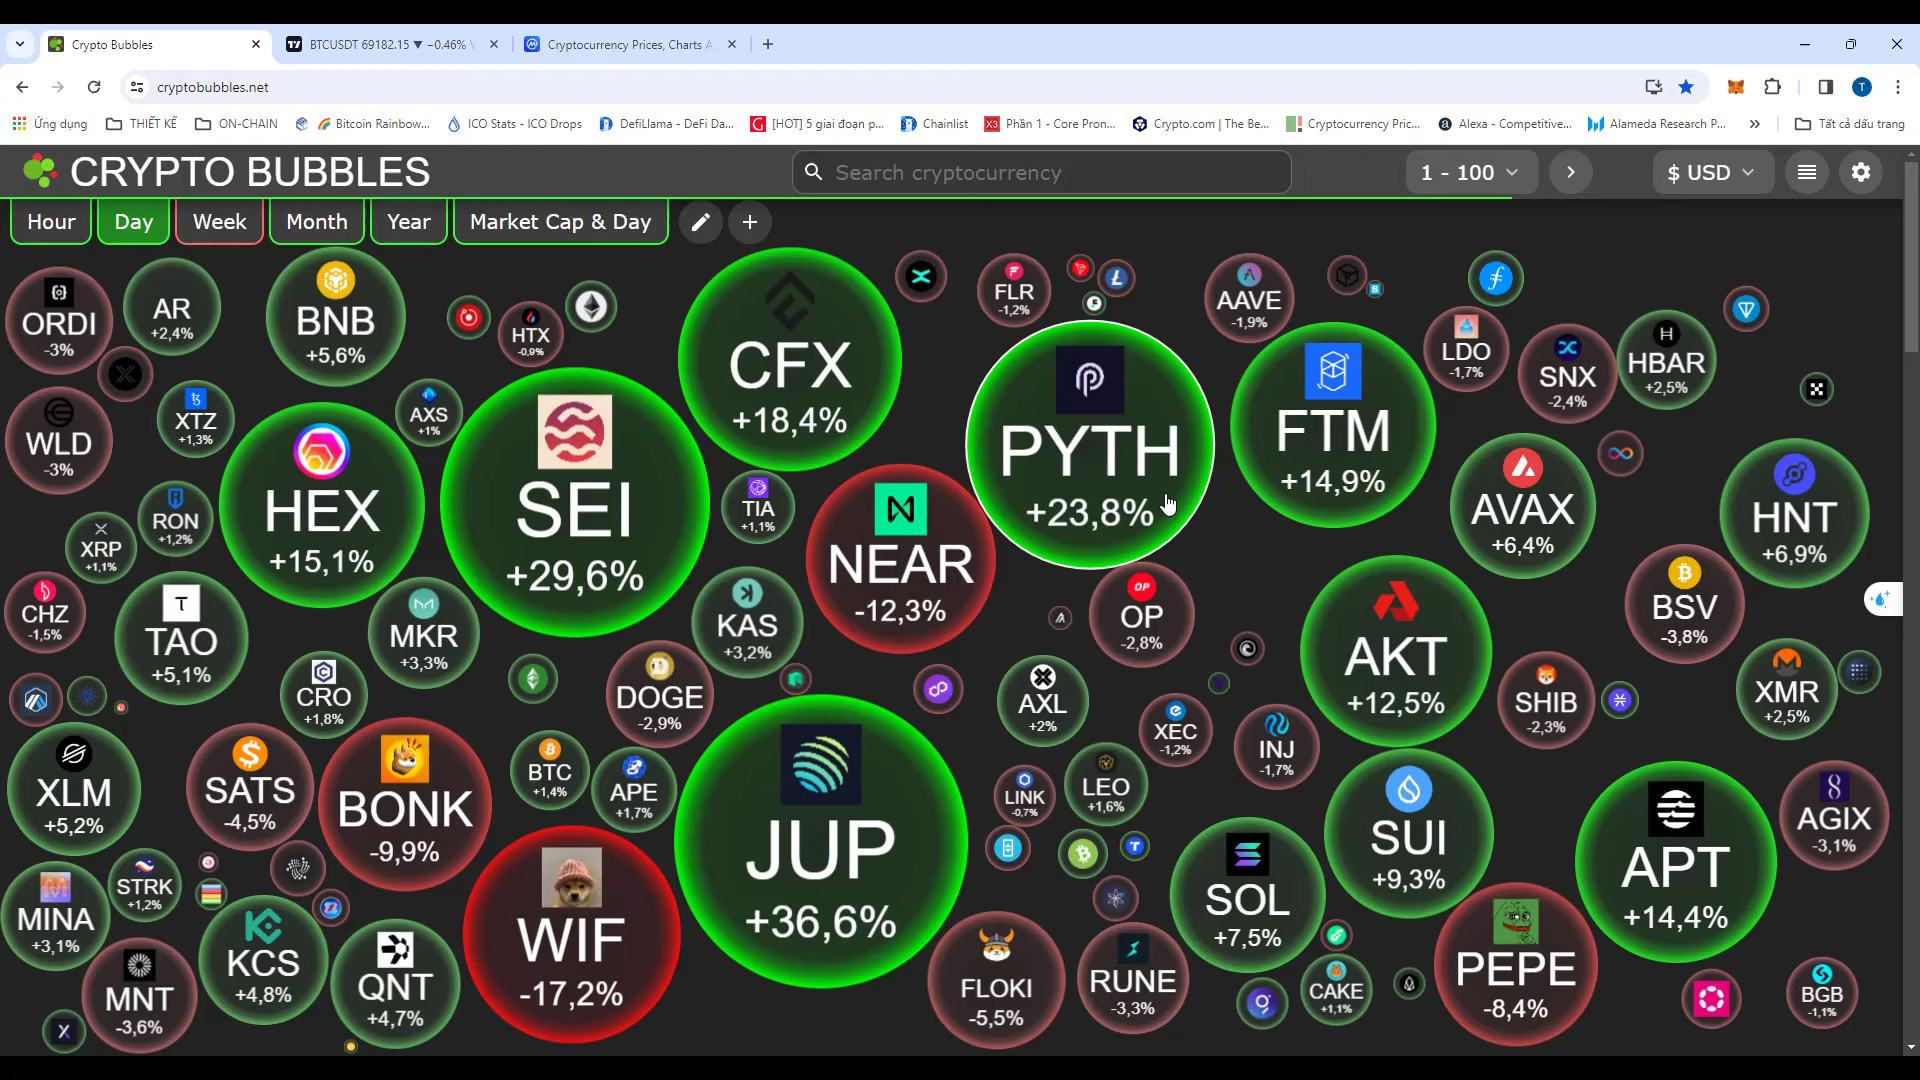 Crypto Bubbles
BTCUSDT 69182.15 ▼ −0.46%
Cryptocurrency Prices, Charts A
cryptobubbles.net
T
Ứng dụng
THIẾT KẾ
ON-CHAIN
Bitcoin Rainbow...
ICO Stats - ICO Drops
DefiLlama - DeFi Da...
[HOT] 5 giai đoạn p...
Chainlist
Phần 1 - Core Pron...
Crypto.com | The Be...
Cryptocurrency Pric...
Alexa - Competitive...
Alameda Research P...
»
Tất cả dấu trang
CRYPTO BUBBLES
Search cryptocurrency
1 - 100
$ USD
Hour
Day
Week
Month
Year
Market Cap & Day
ORDI
-3%
AR
+2,4%
BNB
+5,6%
HTX
-0,9%
CFX
+18,4%
FLR
-1,2%
AAVE
-1,9%
LDO
-1,7%
SNX
-2,4%
HBAR
+2,5%
WLD
-3%
XTZ
+1,3%
AXS
+1%
HEX
+15,1%
SEI
+29,6%
TIA
+1,1%
NEAR
-12,3%
PYTH
+23,8%
FTM
+14,9%
AVAX
+6,4%
HNT
+6,9%
XRP
+1,1%
RON
+1,2%
CHZ
-1,5%
TAO
+5,1%
MKR
+3,3%
KAS
+3,2%
OP
OP
-2,8%
AKT
+12,5%
BSV
-3,8%
CRO
+1,8%
DOGE
-2,9%
AXL
+2%
XEC
-1,2%
INJ
-1,7%
SHIB
-2,3%
XMR
+2,5%
XLM
+5,2%
SATS
-4,5%
BONK
-9,9%
BTC
+1,4%
APE
+1,7%
JUP
+36,6%
LINK
-0,7%
LEO
+1,6%
SUI
+9,3%
APT
+14,4%
AGIX
-3,1%
MINA
+3,1%
STRK
+1,2%
SOL
+7,5%
MNT
-3,6%
KCS
+4,8%
QNT
+4,7%
WIF
-17,2%
FLOKI
-5,5%
RUNE
-3,3%
CAKE
+1,1%
PEPE
-8,4%
BGB
-1,1%